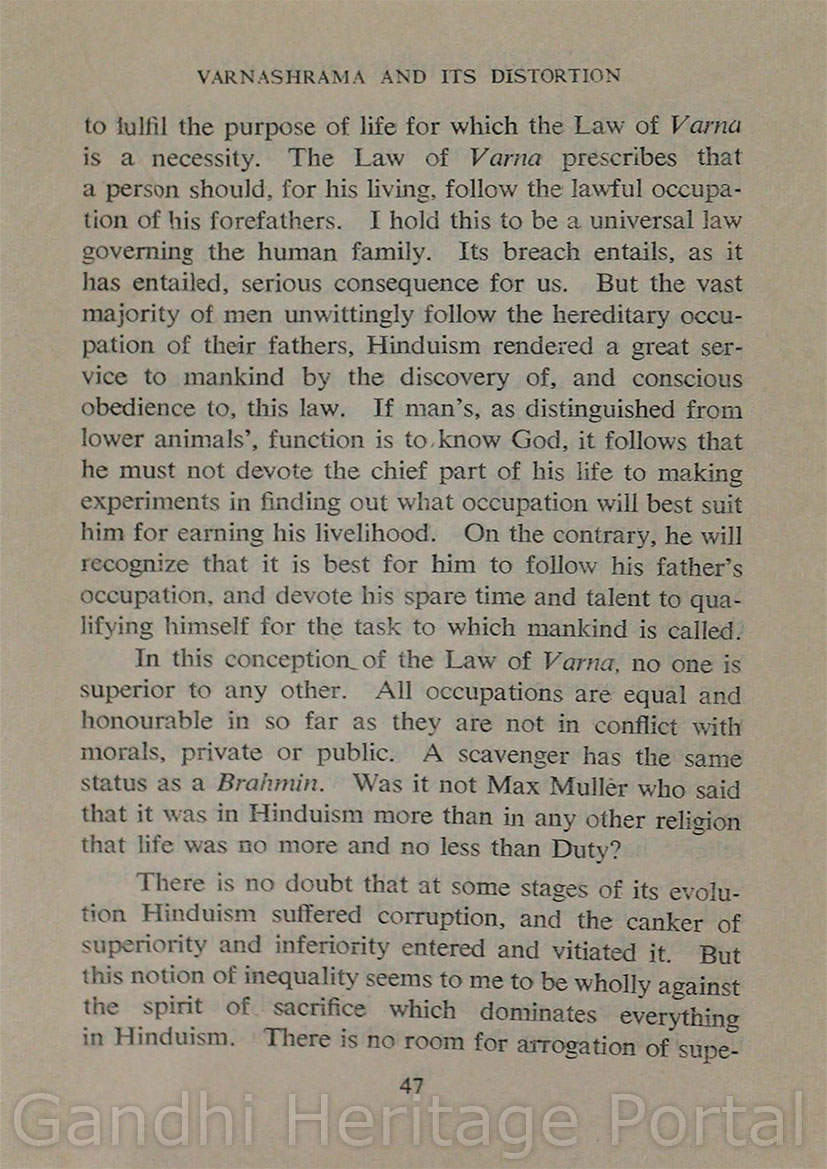 VARNASHRAMA AND ITS DISTORTION
to fulfil the purpose of life for which the Law of Varna
is a necessity. The Law of Varna prescribes that
a person should, for his living, follow the lawful occupa-
tion of his forefathers. I hold this to be a universal law
governing the human family. Its breach entails, as it
has entailed, serious consequence for us. But the vast
majority of men unwittingly follow the hereditary occu-
pation of their fathers, Hinduism rendered a great ser-
vice to mankind by the discovery of, and conscious
obedience to, this law. If man's, as distinguished from
lower animals', function is to know God, it follows that
he must not devote the chief part of his life to making
experiments in finding out what occupation will best suit
him for earning his livelihood. On the contrary, he will
recognize that it is best for him to follow his father's
occupation, and devote his spare time and talent to qua-
lifying himself for the task to which mankind is called.
In this conception of the Law of Varna, no one is
superior to any other. All occupations are equal and
honourable in so far as they are not in conflict with
morals, private or public. A scavenger has the same
status as a Brahmin. Was it not Max Muller who said
that it was in Hinduism more than in any other religion
that life was no more and no less than Duty?
There is no doubt that at some stages of its evolu-
tion Hinduism suffered corruption, and the canker of
superiority and inferiority entered and vitiated it. But
this notion of inequality seems to me to be wholly against
the spirit of sacrifice which dominates everything
in Hinduism. There is no room for arrogation of supe-
47
Gandhi Heritage Portal